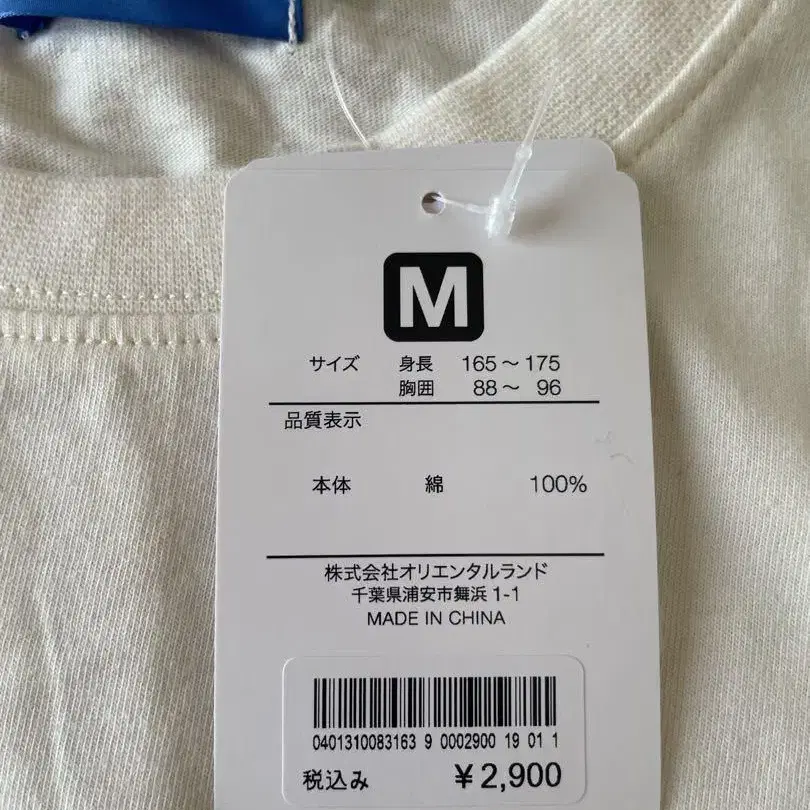 M
サイズ 身長 165～175
胸囲 88～ 96
品質表示
本体 綿 100%
株式会社オリエンタルランド
千葉県浦安市舞浜 1-1
MADE IN CHINA
0401310083163 9 0002900 19 01 1
税込み ￥2,900